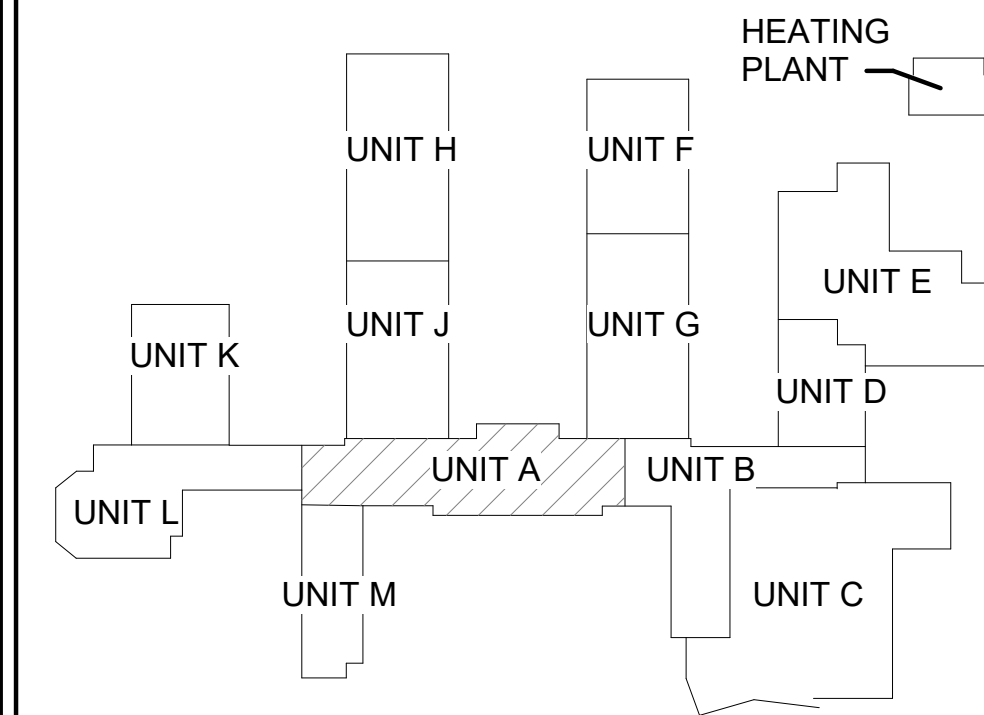 HEATING
PLANT
UNIT H
UNIT F
UNIT E
UNIT J
UNIT G
UNIT K
UNIT D
UNIT A
UNIT B
UNIT L
UNIT M
UNIT C